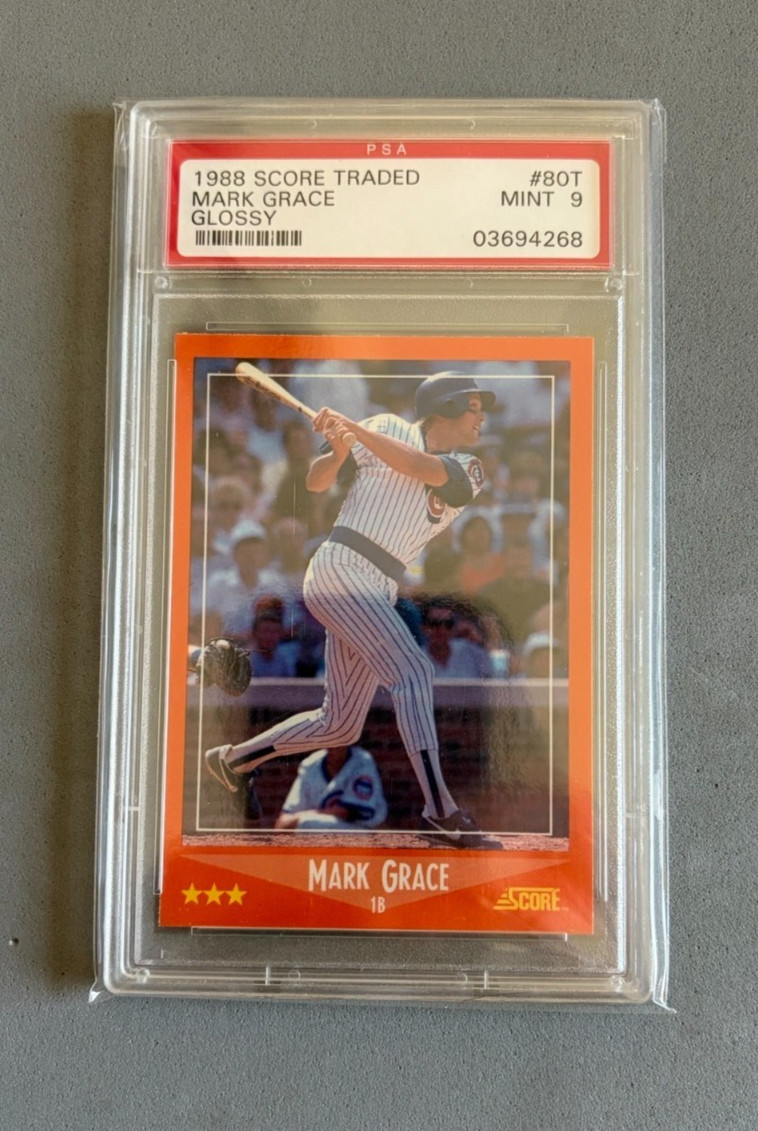 PSA
1988 SCORE TRADED #80T
MARK GRACE MINT 9
GLOSSY
03694268
MARK GRACE
1B
SCORE